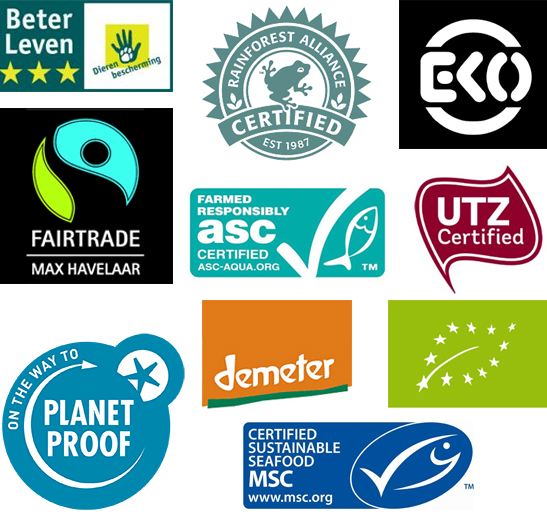 Beter
Leven
Dieren
bescherming
RAINFOREST ALLIANCE
CERTIFIED
EST 1987
EKO
FAIRTRADE
MAX HAVELAAR
FARMED
RESPONSIBLY
asc
CERTIFIED
ASC-AQUA.ORG
TM
UTZ
Certified
ON THE WAY TO
PLANET
PROOF
demeter
CERTIFIED
SUSTAINABLE
SEAFOOD
MSC
www.msc.org
TM